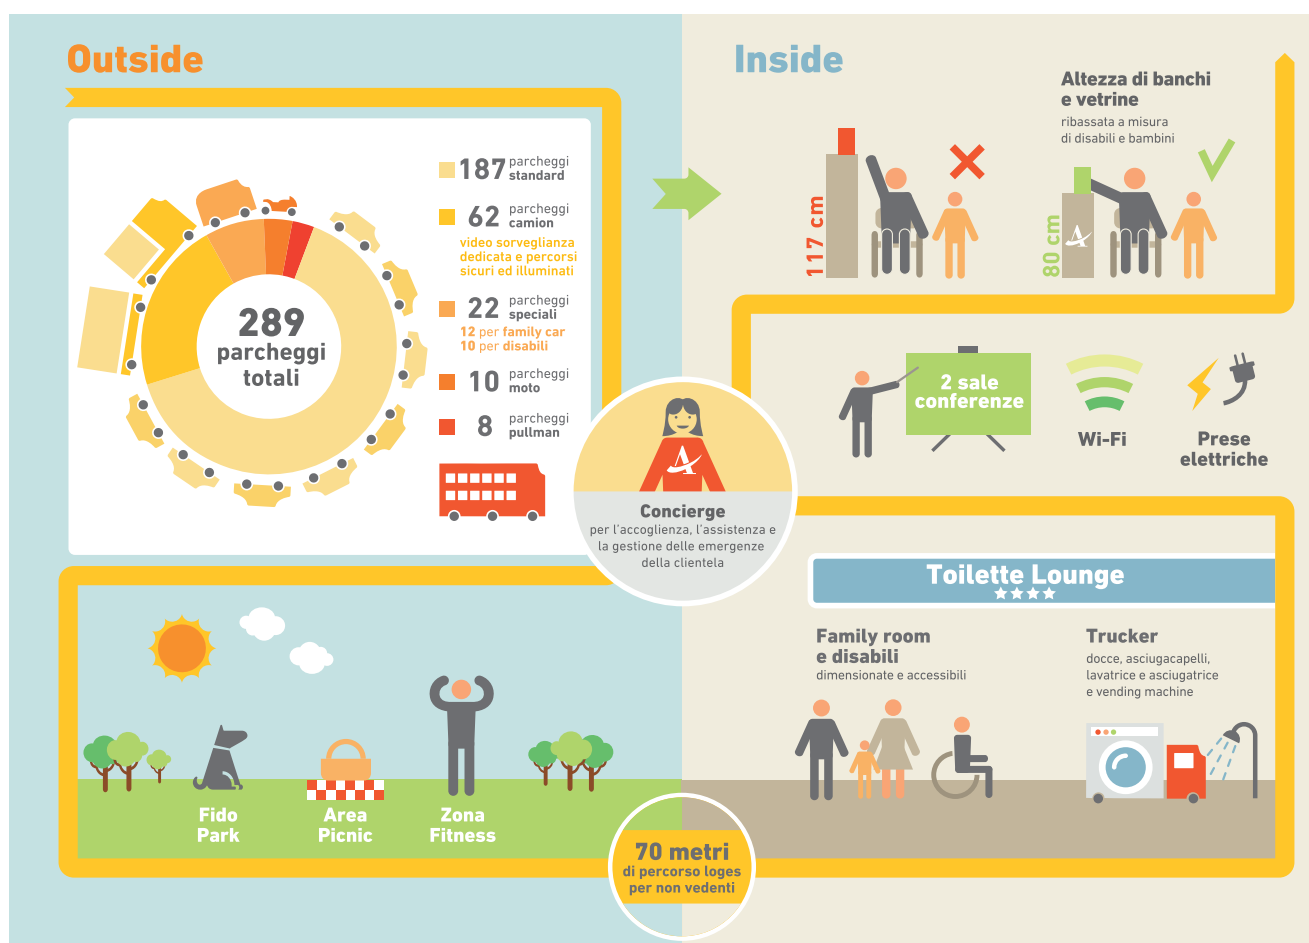 Outside
289
parcheggi
totali
187 parcheggi
standard
62 parcheggi
camion
video sorveglianza
dedicata e percorsi
sicuri ed illuminati
22 parcheggi
speciali
12 per family car
10 per disabili
10 parcheggi
moto
8 parcheggi
pullman
Inside
Altezza di banchi
e vetrine
ribassata a misura
di disabili e bambini
117 cm
80 cm
2 sale
conferenze
Wi-Fi
Prese
elettriche
Concierge
per l'accoglienza, l'assistenza e
la gestione delle emergenze
della clientela
Toilette Lounge
Family room
e disabili
dimensionate e accessibili
Trucker
docce, asciugacapelli,
lavatrice e asciugatrice
e vending machine
Fido
Park
Area
Picnic
Zona
Fitness
70 metri
di percorso loges
per non vedenti